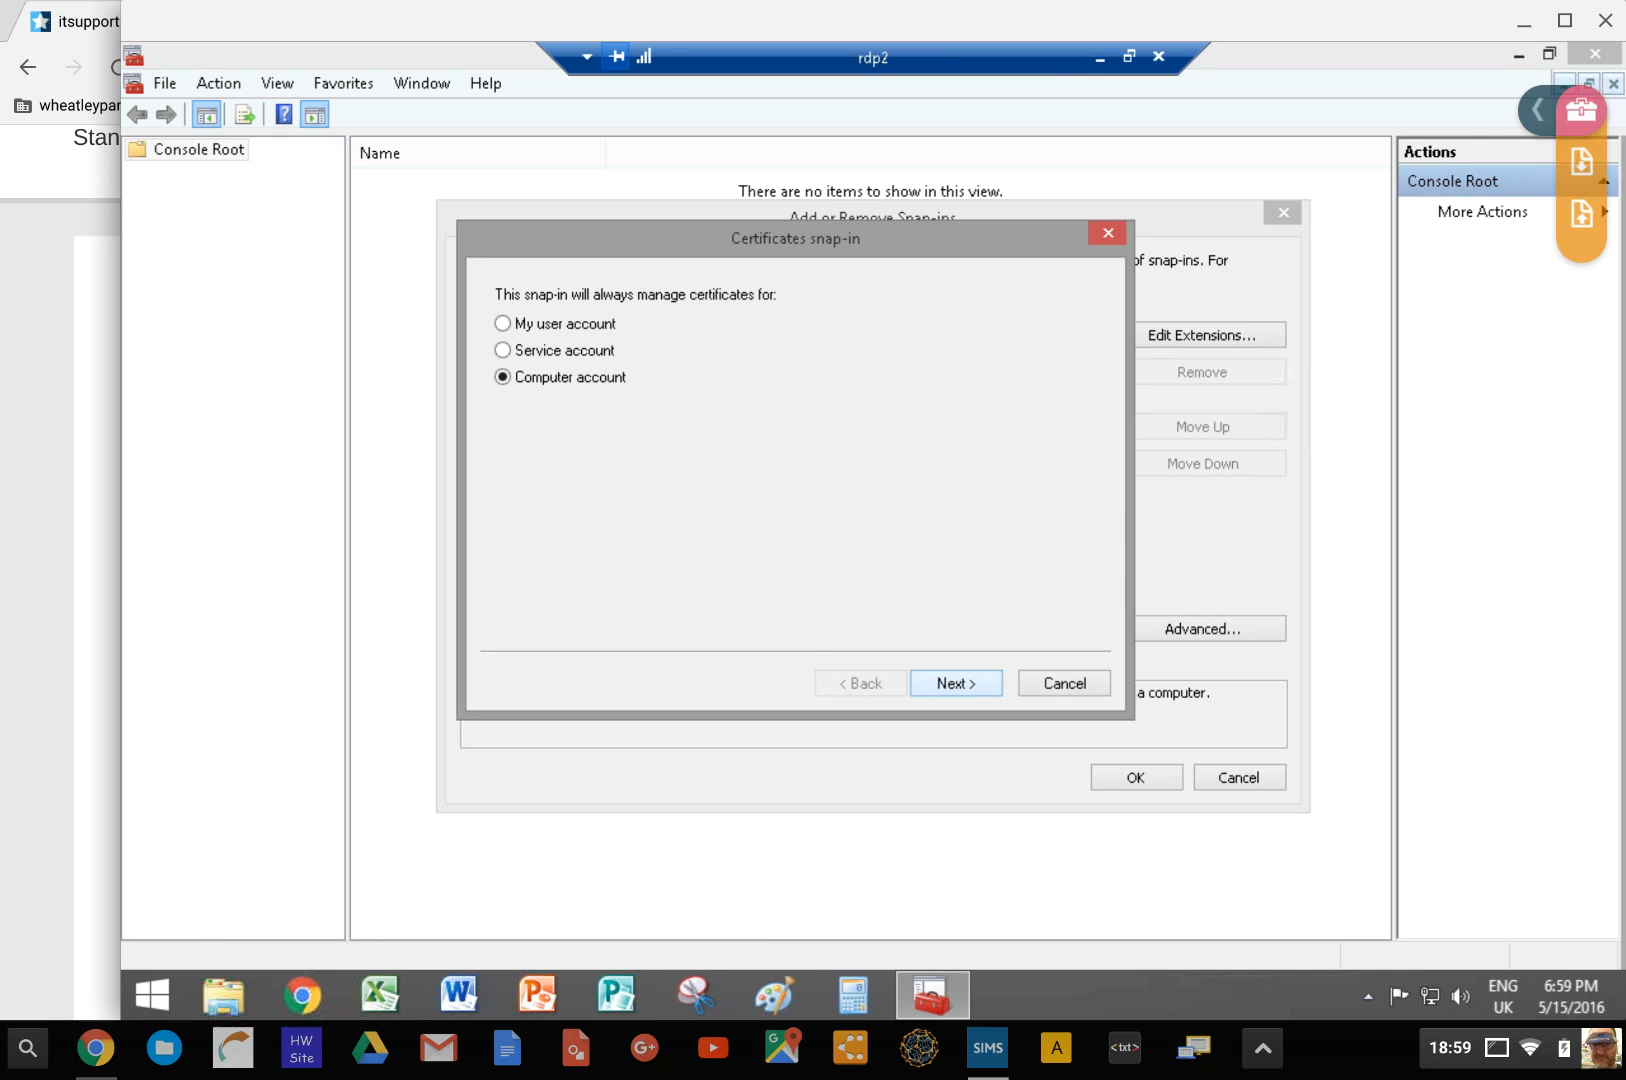 itsupport
rdp2
File Action View Favorites Window Help
wheatleypar
Stan
Console Root
Name
There are no items to show in this view.
Actions
Console Root
More Actions
Add or Remove Snap-ins
Certificates snap-in
of snap-ins. For
This snap-in will always manage certificates for:
My user account
Service account
Computer account
Edit Extensions...
Remove
Move Up
Move Down
Advanced...
< Back
Next >
Cancel
a computer.
OK
Cancel
ENG
UK
6:59 PM
5/15/2016
HW
Site
G+
SIMS
A
<txt>
18:59